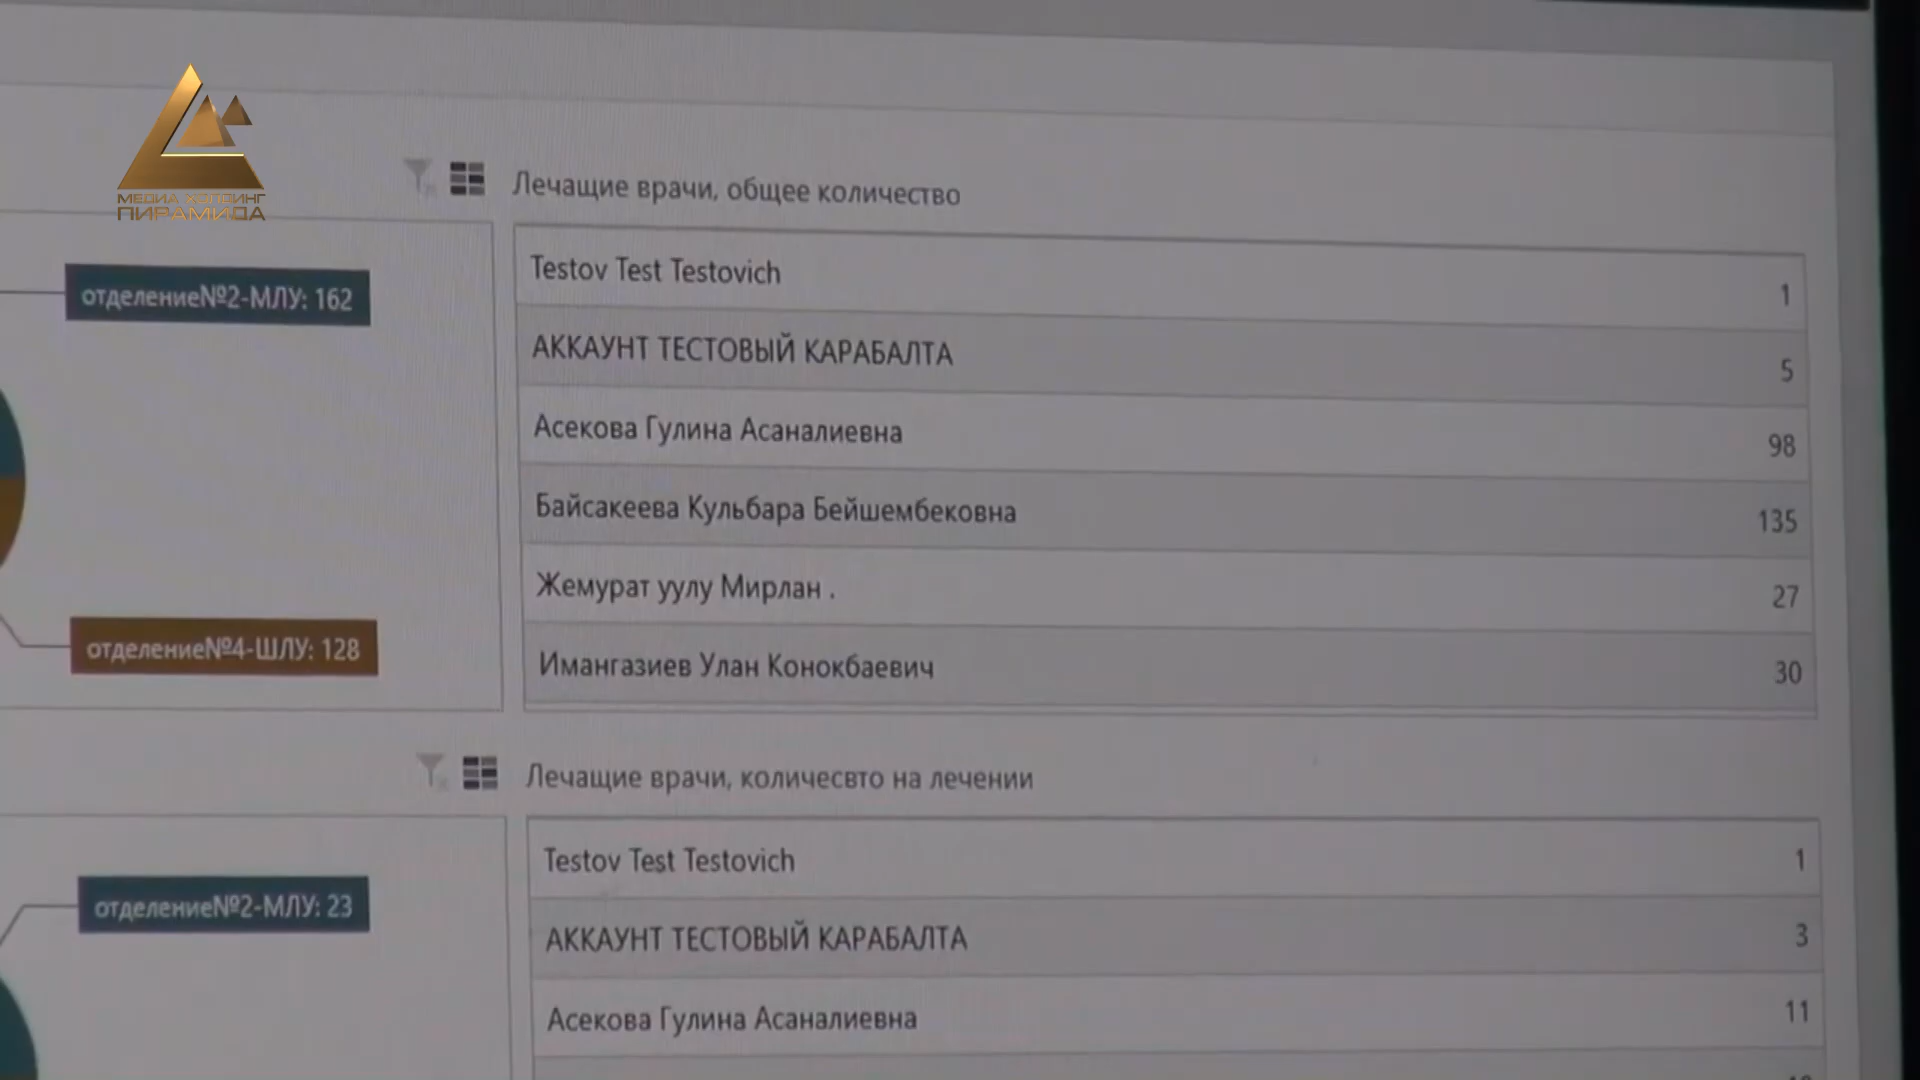 МЕДИА ХОЛДИНГ
ПИРАМИДА
Лечащие врачи, общее количество
отделение№2-МЛУ: 162
отделение№4-ШЛУ: 128
Testov Test Testovich 1
АККАУНТ ТЕСТОВЫЙ КАРАБАЛТА 5
Асекова Гулина Асаналиевна 98
Байсакеева Кульбара Бейшембековна 135
Жемурат уулу Мирлан . 27
Имангазиев Улан Конокбаевич 30
Лечащие врачи, количесвто на лечении
отделение№2-МЛУ: 23
Testov Test Testovich 1
АККАУНТ ТЕСТОВЫЙ КАРАБАЛТА 3
Асекова Гулина Асаналиевна 11